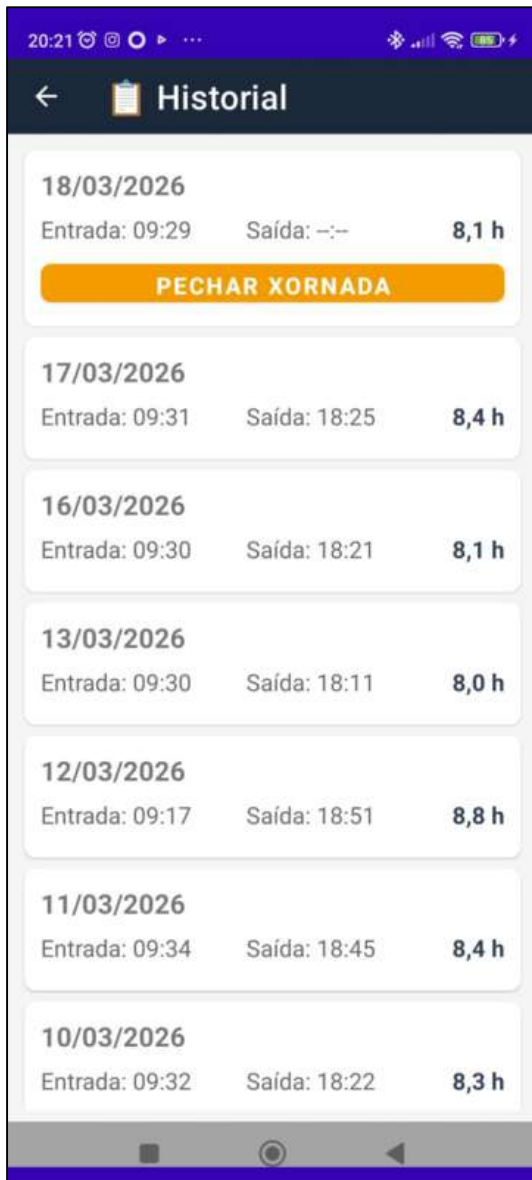 20:21
85
Historial
18/03/2026
Entrada: 09:29 Saída: --:-- 8,1 h
PECHAR XORNADA
17/03/2026
Entrada: 09:31 Saída: 18:25 8,4 h
16/03/2026
Entrada: 09:30 Saída: 18:21 8,1 h
13/03/2026
Entrada: 09:30 Saída: 18:11 8,0 h
12/03/2026
Entrada: 09:17 Saída: 18:51 8,8 h
11/03/2026
Entrada: 09:34 Saída: 18:45 8,4 h
10/03/2026
Entrada: 09:32 Saída: 18:22 8,3 h